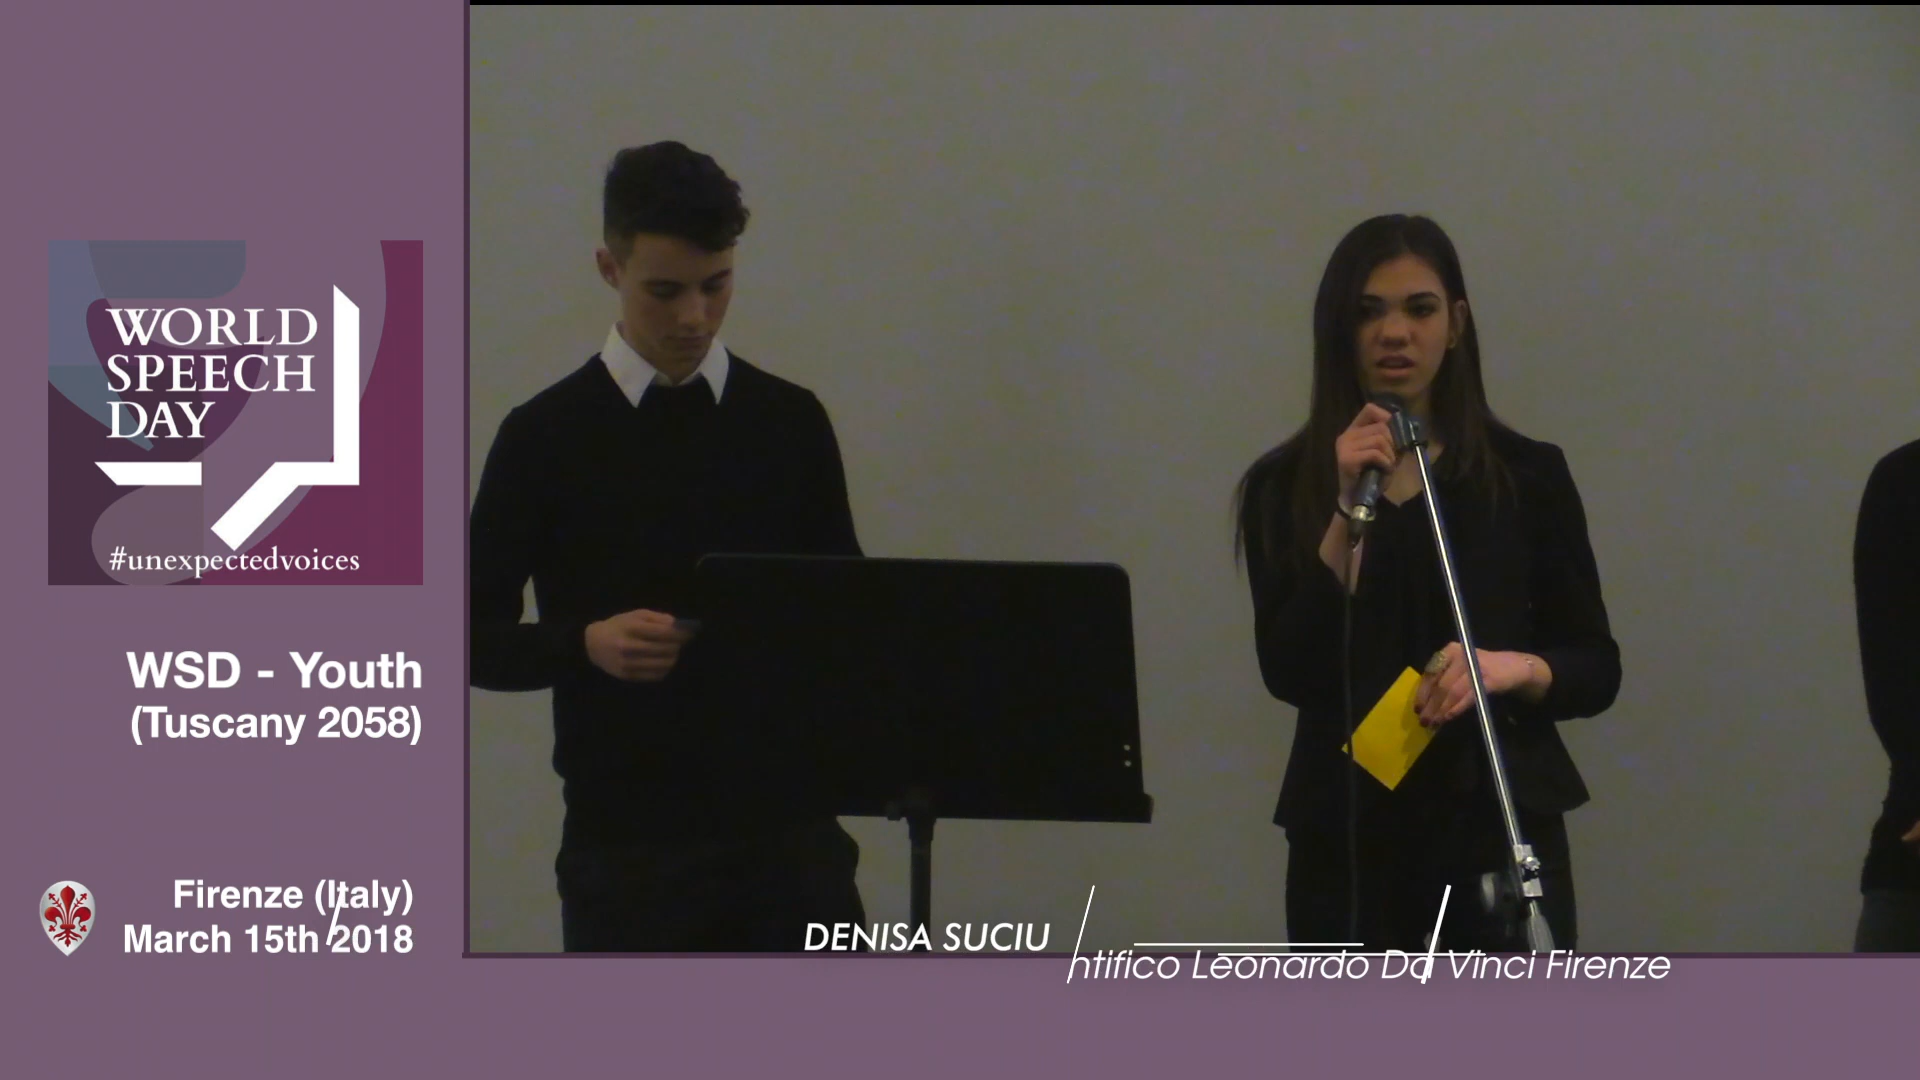 WORLD
SPEECH
DAY
#unexpectedvoices
WSD - Youth
(Tuscany 2058)
Firenze (Italy)
March 15th 2018
DENISA SUCIU
ntifico Leonardo Da Vinci Firenze